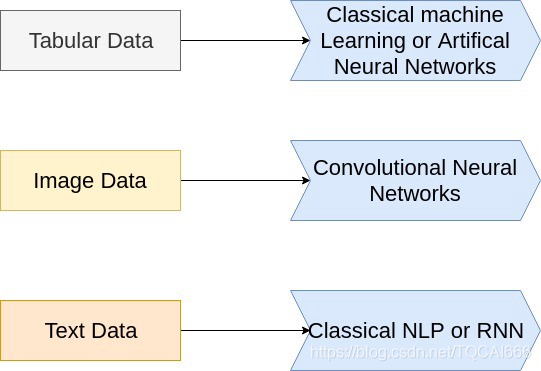 Tabular Data
Classical machine
Learning or Artifical
Neural Networks
Image Data
Convolutional Neural
Networks
Text Data
Classical NLP or RNN
https://blog.csdn.net/TQCAI666